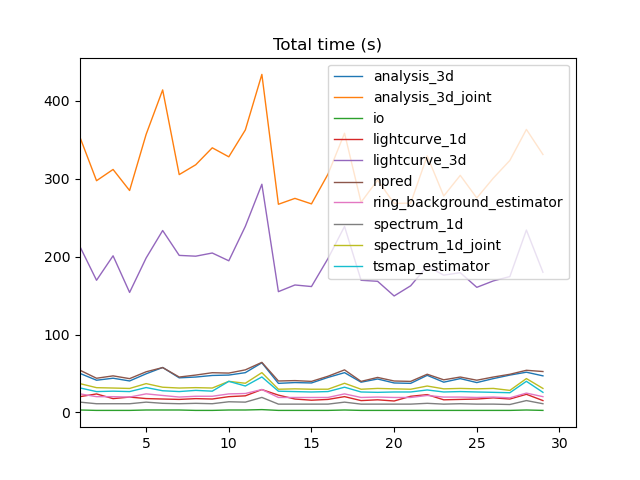 Total time (s)
400
300
200
100
0
analysis_3d
analysis_3d_joint
io
lightcurve_1d
lightcurve_3d
npred
ring_background_estimator
spectrum_1d
spectrum_1d_joint
tsmap_estimator
5 10 15 20 25 30